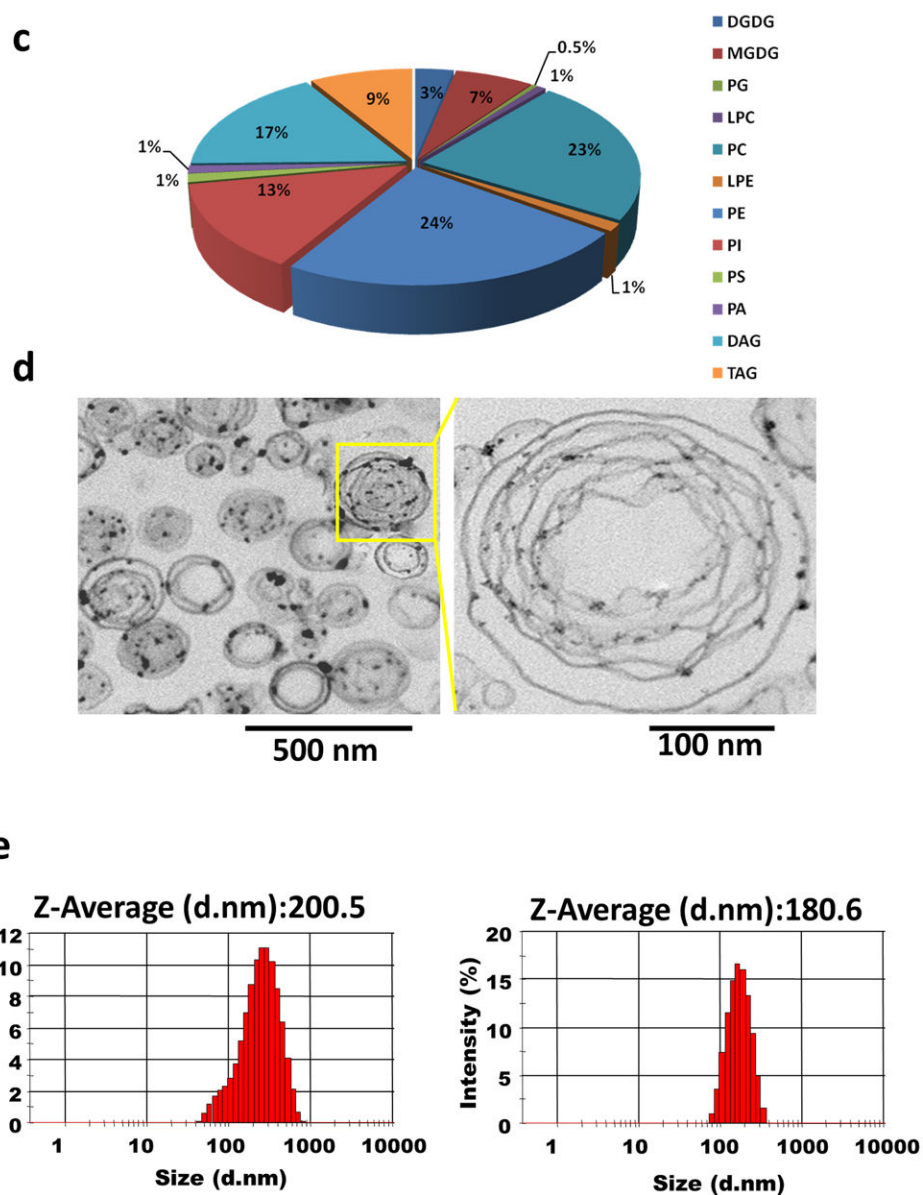 c
3%
7%
0.5%
1%
23%
1%
24%
13%
1%
1%
17%
9%
DGDG
MGDG
PG
LPC
PC
LPE
PE
PI
PS
PA
DAG
TAG
d
500 nm
100 nm
e
Z-Average (d.nm):200.5
12
10
8
6
4
2
0
1
10
100
1000
10000
Size (d.nm)
Z-Average (d.nm):180.6
Intensity (%)
20
15
10
5
0
1
10
100
1000
10000
Size (d.nm)